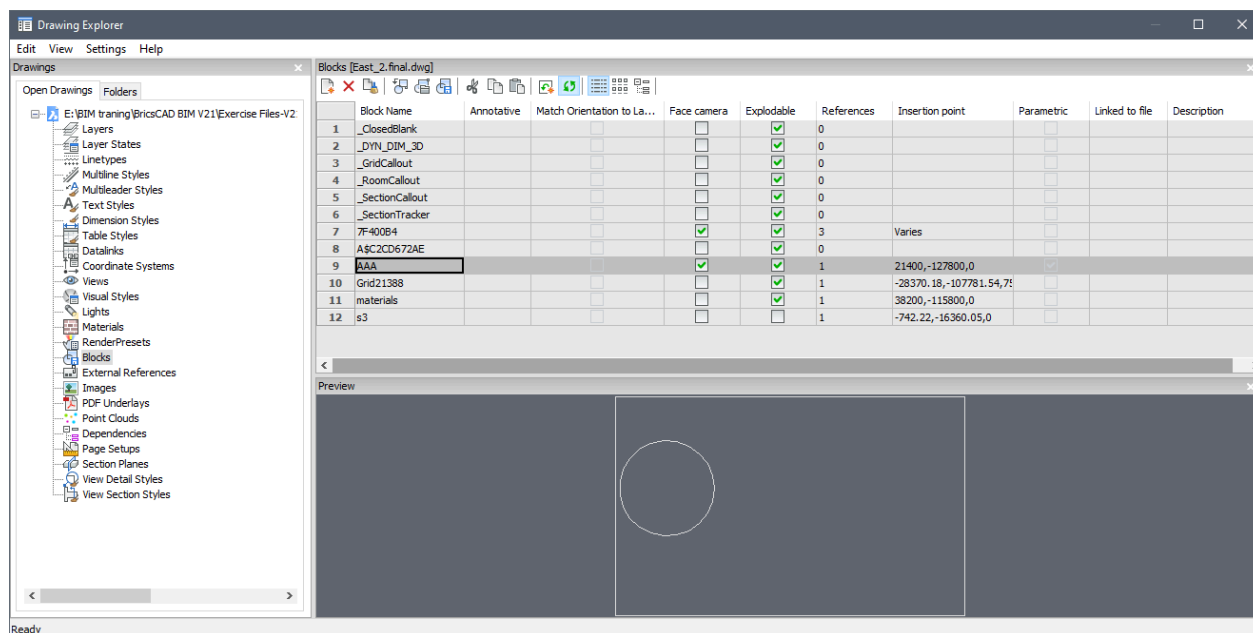 Drawing Explorer
Edit View Settings Help
Drawings
Open Drawings Folders
E:\BIM traning\BricsCAD BIM V21\Exercise Files-V2
Layers
Layer States
Linetypes
Multiline Styles
Multileader Styles
Text Styles
Dimension Styles
Table Styles
Datalinks
Coordinate Systems
Views
Visual Styles
Lights
Materials
RenderPresets
Blocks
External References
Images
PDF Underlays
Point Clouds
Dependencies
Page Setups
Section Planes
View Detail Styles
View Section Styles
Blocks [East_2.final.dwg]
Block Name Annotative Match Orientation to La... Face camera Explodable References Insertion point Parametric Linked to file Description
1 _ClosedBlank 0
2 _DYN_DIM_3D 0
3 _GridCallout 0
4 _RoomCallout 0
5 _SectionCallout 0
6 _SectionTracker 0
7 7F400B4 3 Varies
8 A$C2CD672AE 0
9 AAA 1 21400,-127800,0
10 Grid21388 1 -28370.18,-107781.54,75
11 materials 1 38200,-115800,0
12 s3 1 -742.22,-16360.05,0
Preview
Ready